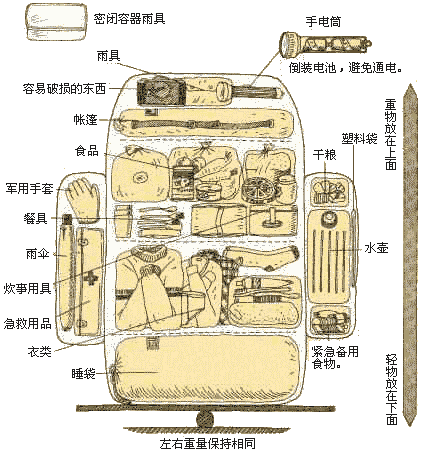 密闭容器雨具
手电筒
雨具
倒装电池，避免通电。
容易破损的东西
重物放在上面
帐篷
塑料袋
食品
干粮
军用手套
餐具
雨伞
水壶
炊事用具
急救用品
衣类
紧急备用
食物。
轻物放在下面
睡袋
左右重量保持相同